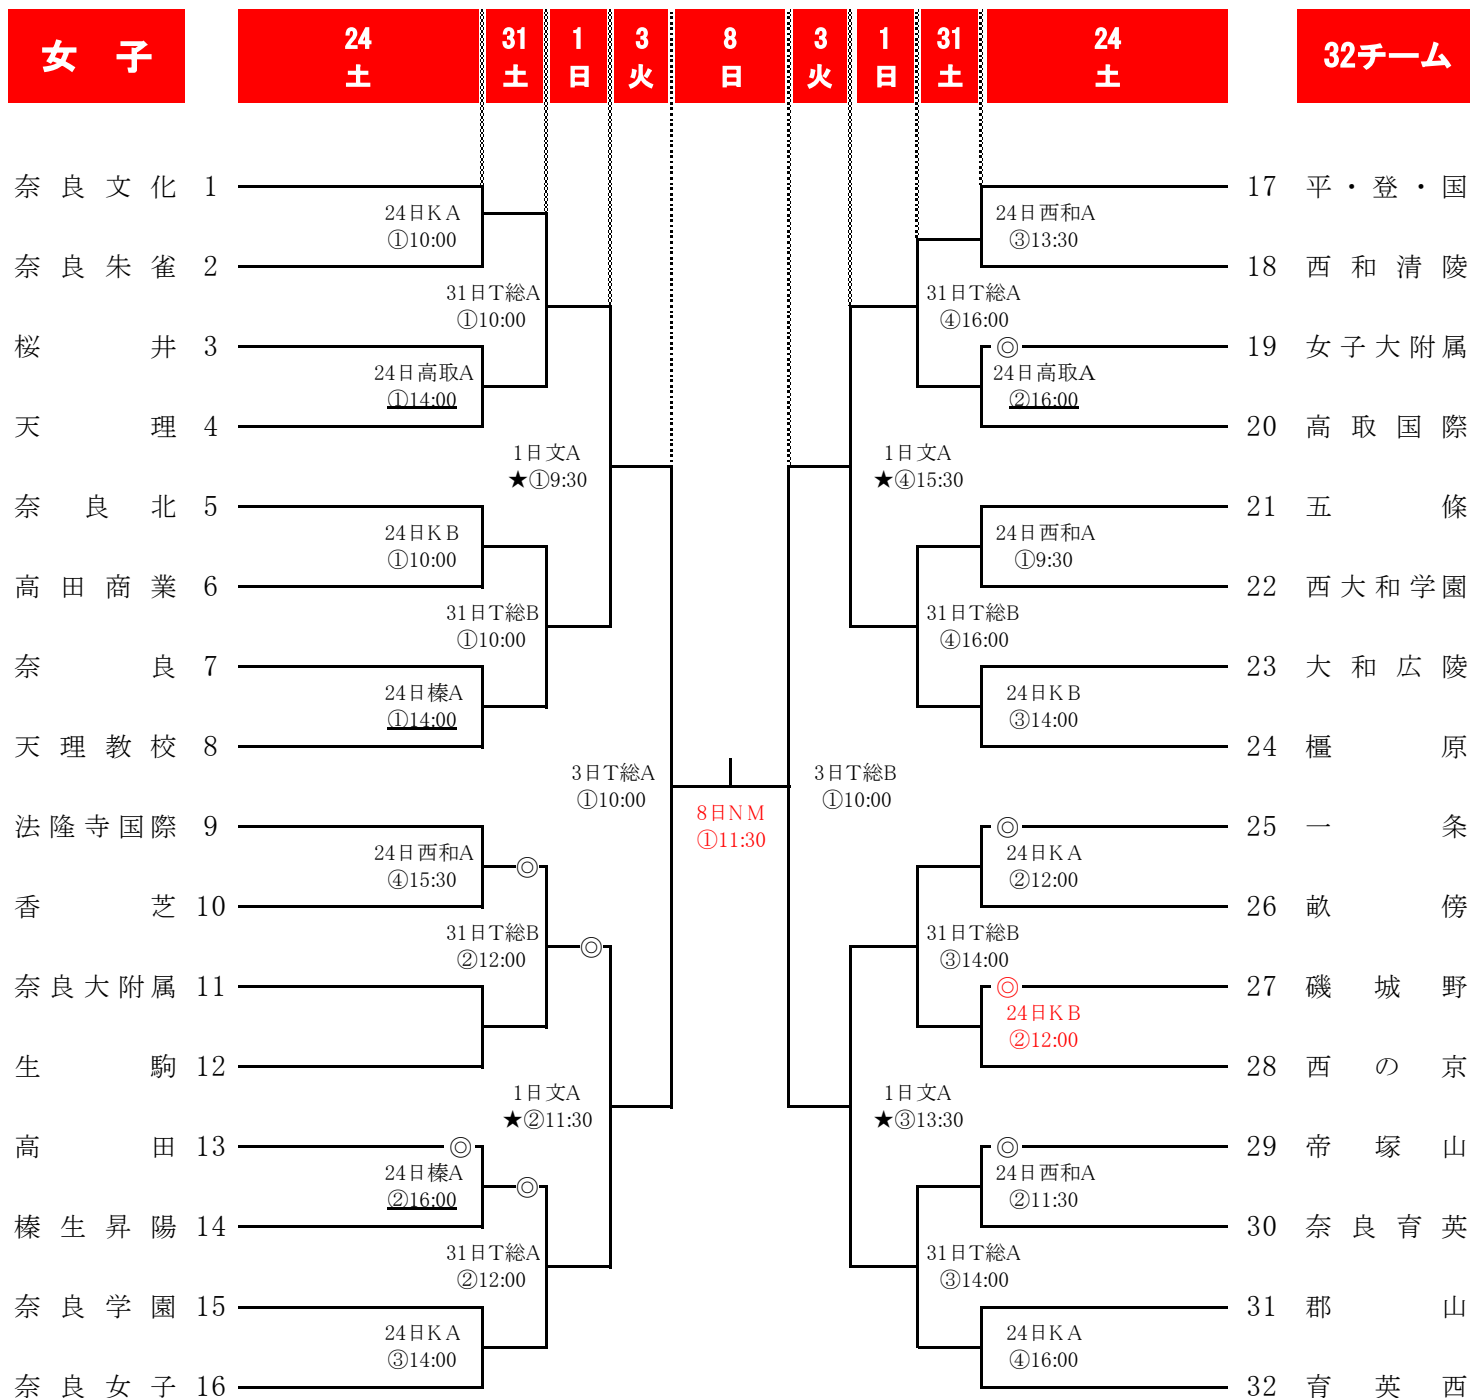 女 子
24 土
31 土
1 日
3 火
8 日
3 火
1 日
31 土
24 土
32チーム
奈良文化 1
17 平・登・国
24日KA
①10:00
24日西和A
③13:30
奈良朱雀 2
18 西和清陵
31日T総A
①10:00
31日T総A
④16:00
桜井 3
◎ 19 女子大附属
24日高取A
①14:00
24日高取A
②16:00
天理 4
20 高取国際
1日文A
★①9:30
1日文A
★④15:30
奈良北 5
21 五條
24日KB
①10:00
24日西和A
①9:30
高田商業 6
22 西大和学園
31日T総B
①10:00
31日T総B
④16:00
奈良 7
23 大和広陵
24日榛A
①14:00
24日KB
③14:00
天理教校 8
24 橿原
3日T総A
①10:00
3日T総B
①10:00
8日NM
①11:30
法隆寺国際 9
◎ 25 一条
24日西和A
④15:30
◎
24日KA
②12:00
香芝 10
26 畝傍
31日T総B
②12:00
◎
31日T総B
③14:00
奈良大附属 11
◎ 27 磯城野
24日KB
②12:00
生駒 12
28 西の京
1日文A
★②11:30
1日文A
★③13:30
高田 13 ◎
◎ 29 帝塚山
24日榛A
②16:00
◎
24日西和A
②11:30
榛生昇陽 14
30 奈良育英
31日T総A
②12:00
31日T総A
③14:00
奈良学園 15
31 郡山
24日KA
③14:00
24日KA
④16:00
奈良女子 16
32 育英西